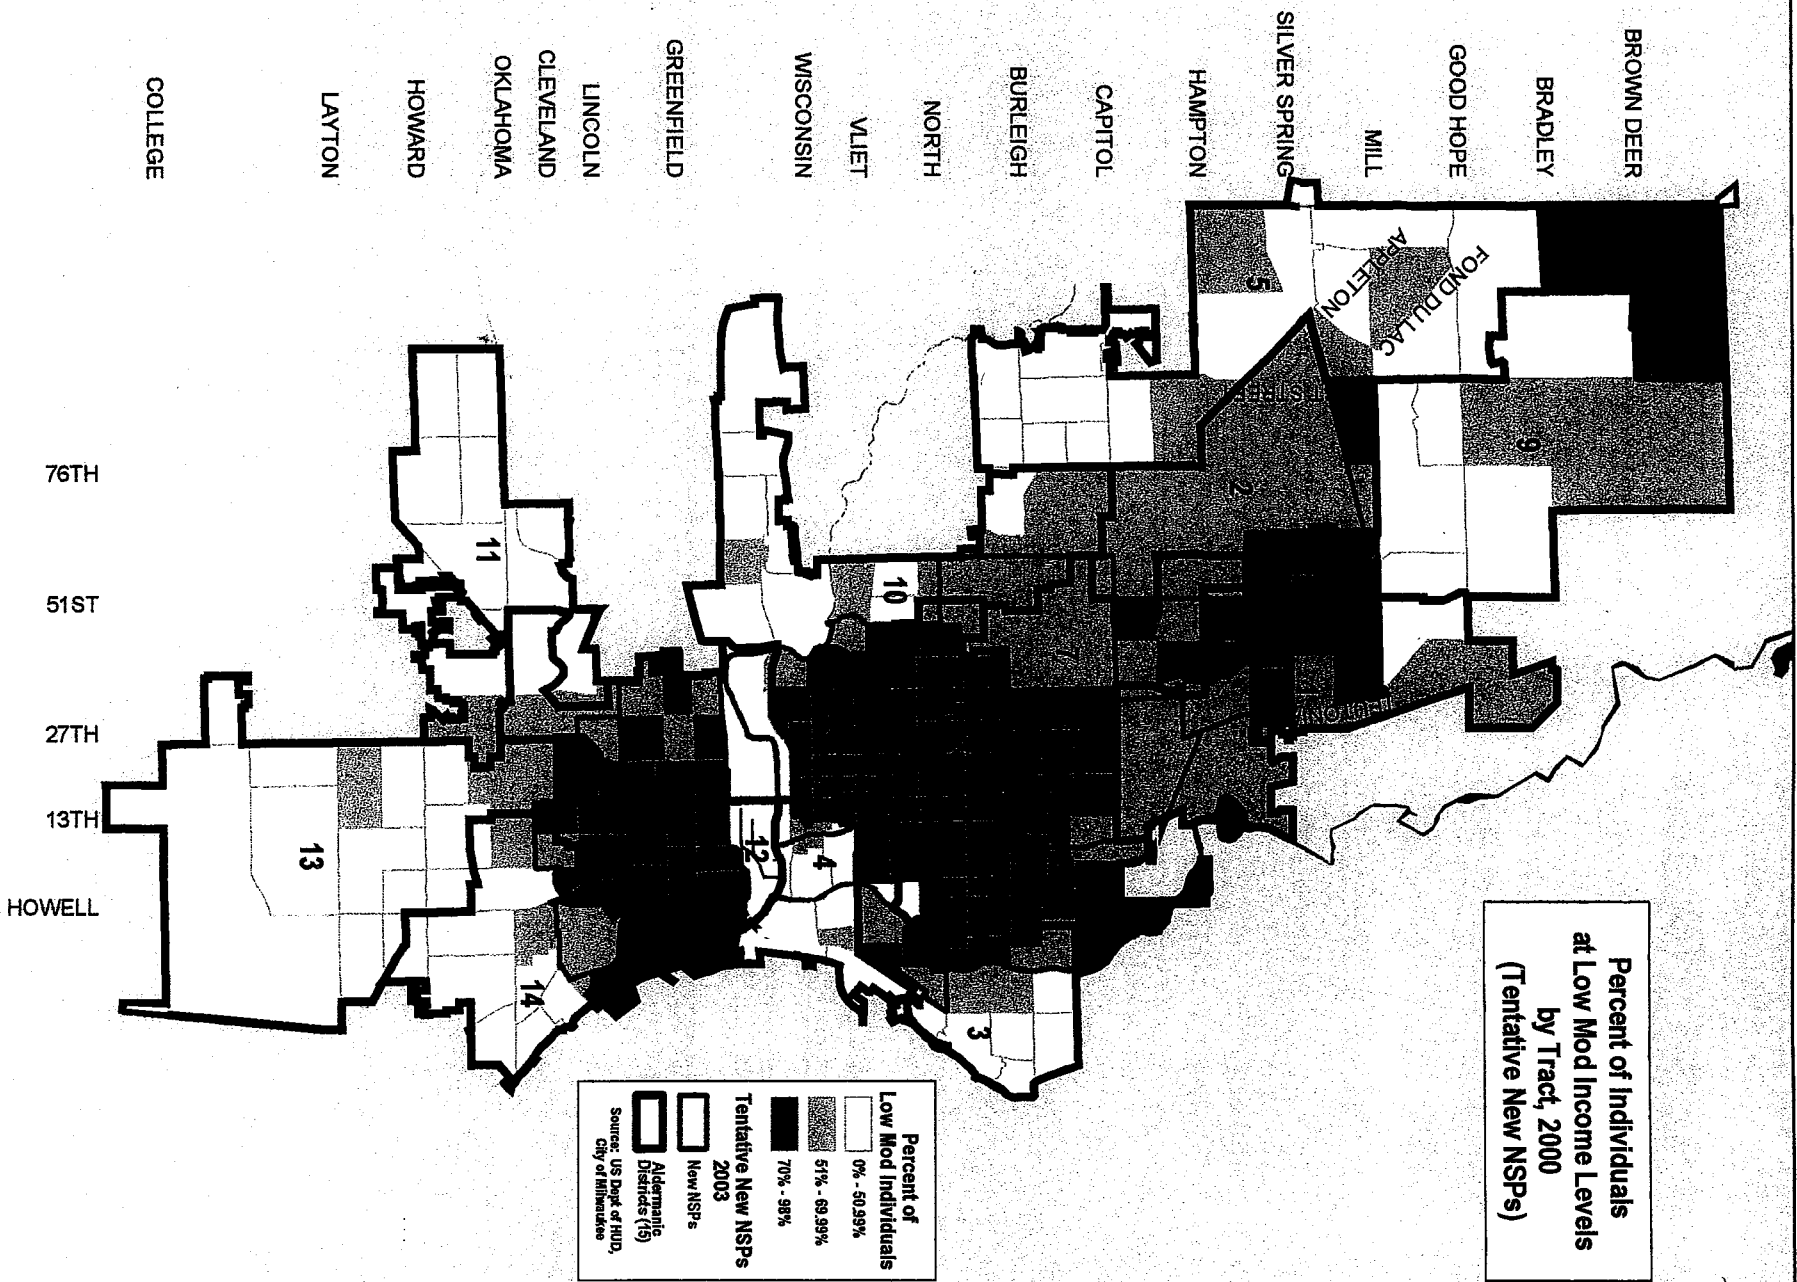 Percent of Individuals
at Low Mod Income Levels
by Tract, 2000
(Tentative New NSPs)
BROWN DEER
BRADLEY
GOOD HOPE
MILL
SILVER SPRING
HAMPTON
CAPITOL
BURLEIGH
NORTH
VLIET
WISCONSIN
GREENFIELD
LINCOLN
CLEVELAND
OKLAHOMA
HOWARD
LAYTON
COLLEGE
76TH
51ST
27TH
13TH
HOWELL
FOND DU LAC
APPLETON
5
9
2
10
11
12
4
3
13
14
Percent of
Low Mod Individuals
0% - 50.99%
51% - 69.99%
70% - 98%
Tentative New NSPs
2003
New NSPs
Aldermanic
Districts (15)
Source: US Dept of HUD,
City of Milwaukee